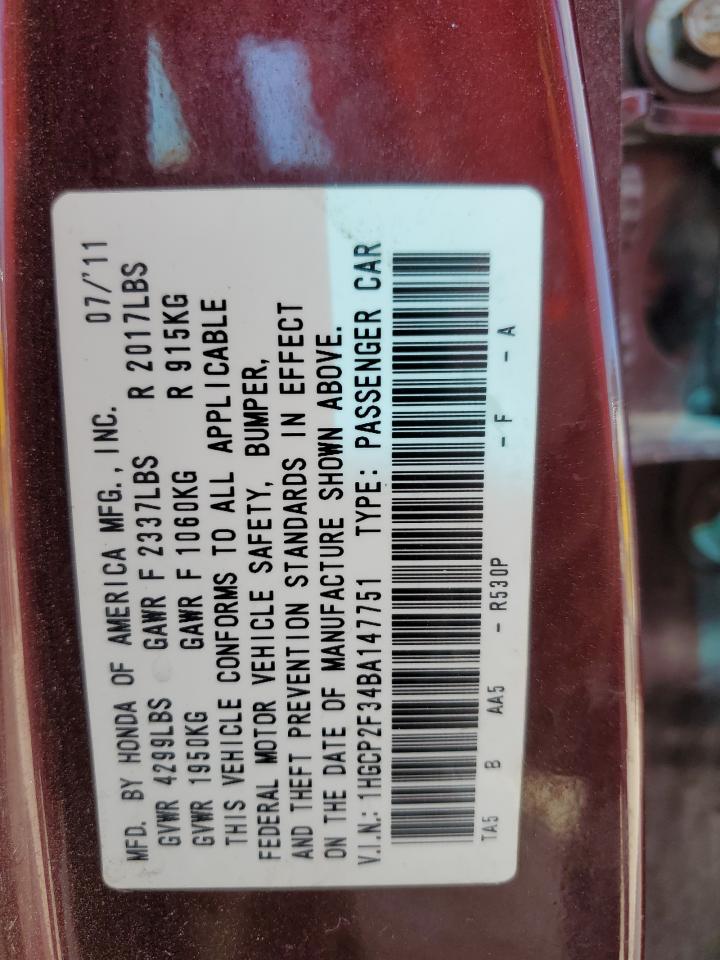 MFD. BY HONDA OF AMERICA MFG., INC. 07/'11
GVWR 4299LBS GAWR F 2337LBS R 2017LBS
GVWR 1950KG GAWR F 1060KG R 915KG
THIS VEHICLE CONFORMS TO ALL APPLICABLE
FEDERAL MOTOR VEHICLE SAFETY, BUMPER,
AND THEFT PREVENTION STANDARDS IN EFFECT
ON THE DATE OF MANUFACTURE SHOWN ABOVE.
V.I.N.: 1HGCP2F34BA147751 TYPE: PASSENGER CAR
TA5 B AA5 - R530P - F - A